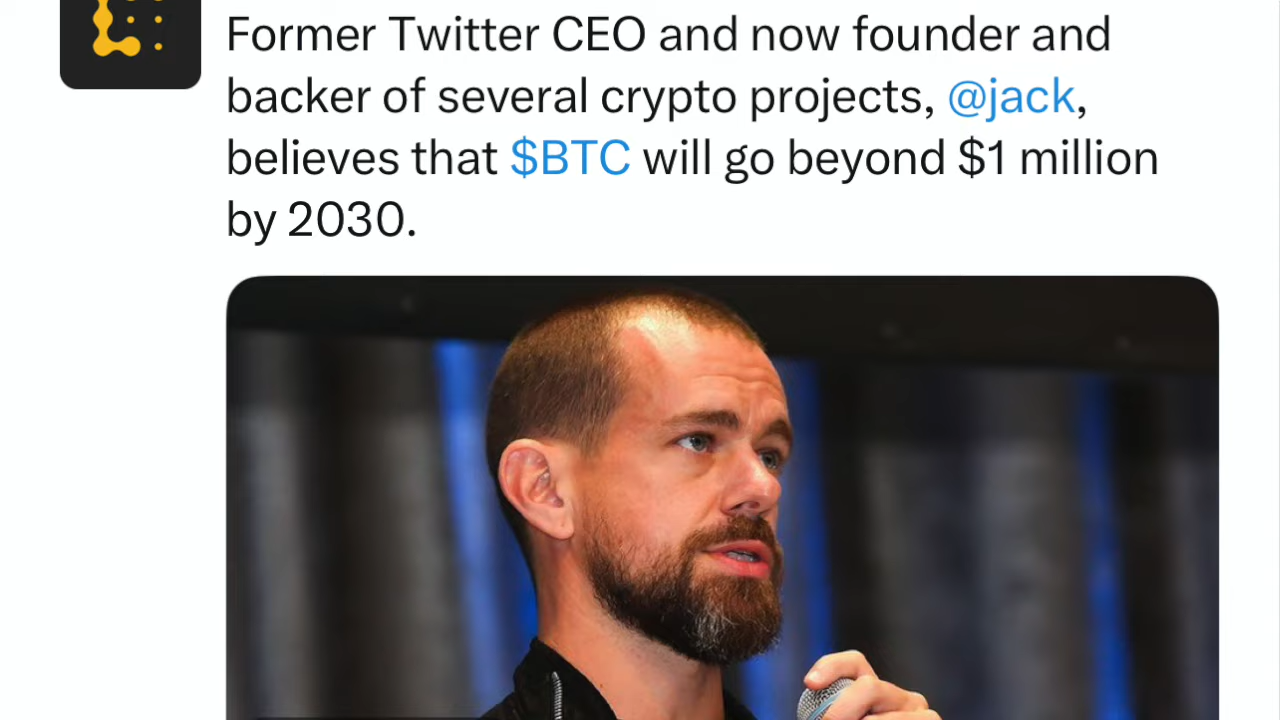 Former Twitter CEO and now founder and
backer of several crypto projects, @jack,
believes that $BTC will go beyond $1 million
by 2030.